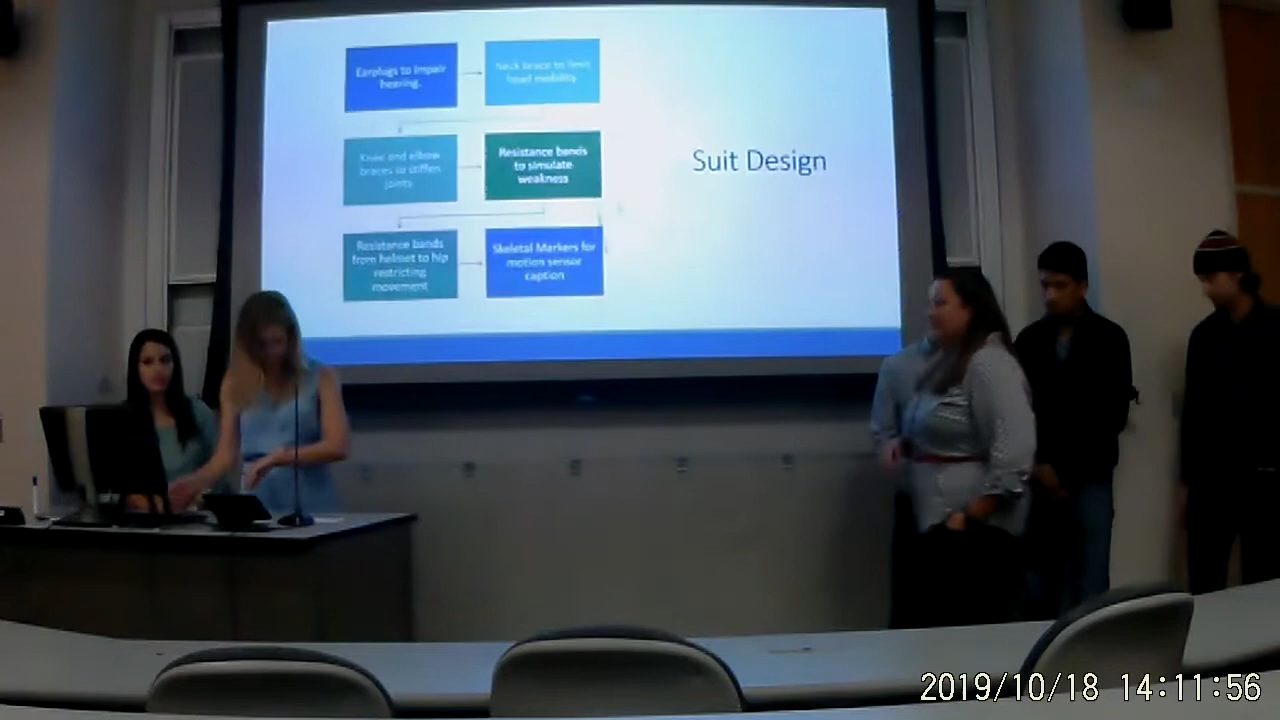 Earplugs to impair
hearing.
Neck brace to limit
head mobility
Knee and elbow
braces to stiffen
joints
Resistance bands
to simulate
weakness
Resistance bands
from helmet to hip
restricting
movement
Skeletal Markers for
motion sensor
caption
Suit Design
2019/10/18 14:11:56